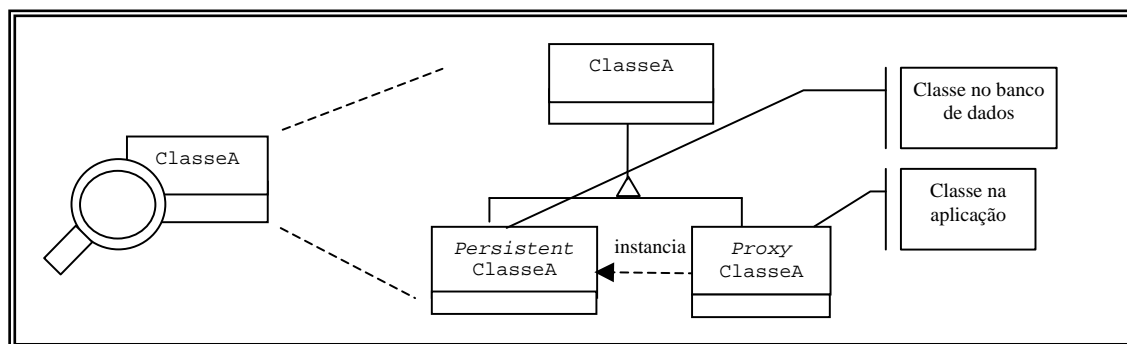 ClasseA
ClasseA
Classe no banco
de dados
Classe na
aplicação
Persistent
ClasseA
instancia
Proxy
ClasseA